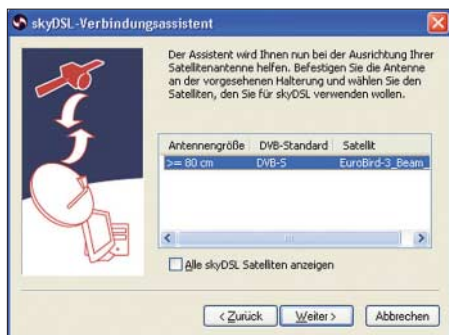 skyDSL-Verbindungsassistent
Der Assistent wird Ihnen nun bei der Ausrichtung Ihrer
Satellitenantenne helfen. Befestigen Sie die Antenne
an der vorgesehenen Halterung und wählen Sie den
Satelliten, den Sie für skyDSL verwenden wollen.
Antennengröße DVB-Standard Satellit
>= 80 cm DVB-S EuroBird-3_Beam_
Alle skyDSL Satelliten anzeigen
< Zurück Weiter > Abbrechen